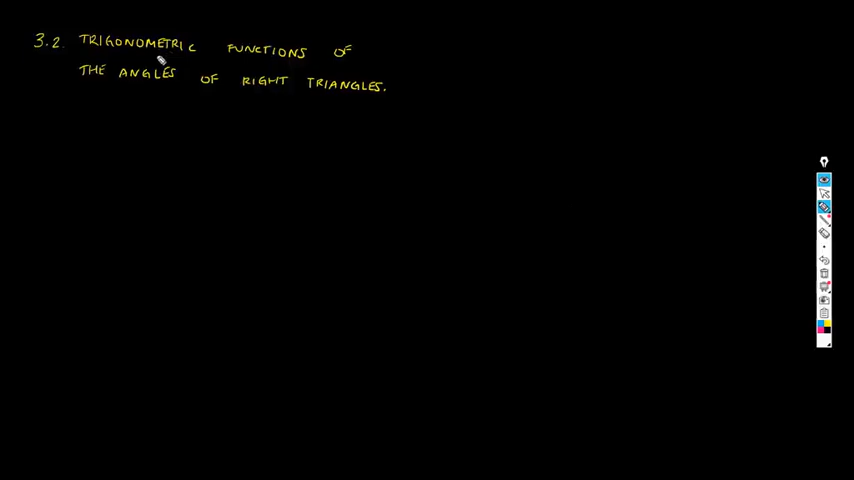 3.2. TRIGONOMETRIC FUNCTIONS OF
THE ANGLES OF RIGHT TRIANGLES.